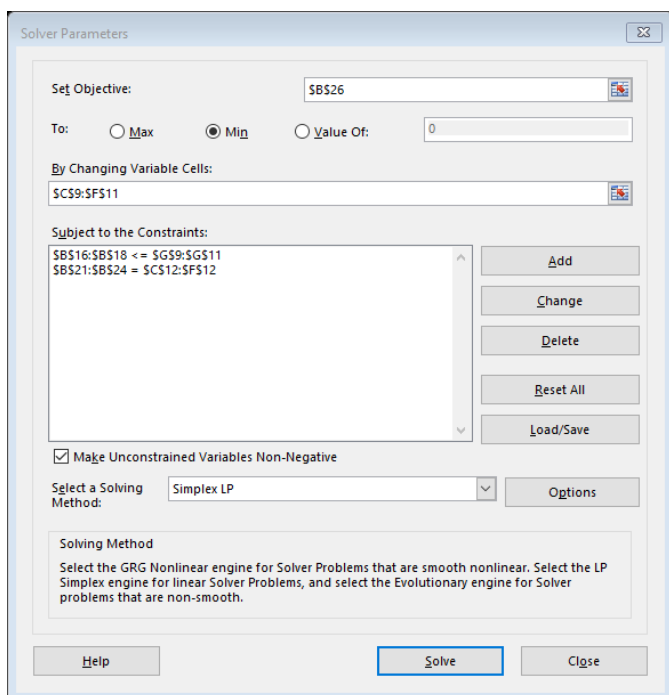 Solver Parameters
Set Objective:
$B$26
To:
Max
Min
Value Of:
0
By Changing Variable Cells:
$C$9:$F$11
Subject to the Constraints:
$B$16:$B$18 <= $G$9:$G$11
$B$21:$B$24 = $C$12:$F$12
Add
Change
Delete
Reset All
Load/Save
Make Unconstrained Variables Non-Negative
Select a Solving
Method:
Simplex LP
Options
Solving Method
Select the GRG Nonlinear engine for Solver Problems that are smooth nonlinear. Select the LP
Simplex engine for linear Solver Problems, and select the Evolutionary engine for Solver
problems that are non-smooth.
Help
Solve
Close